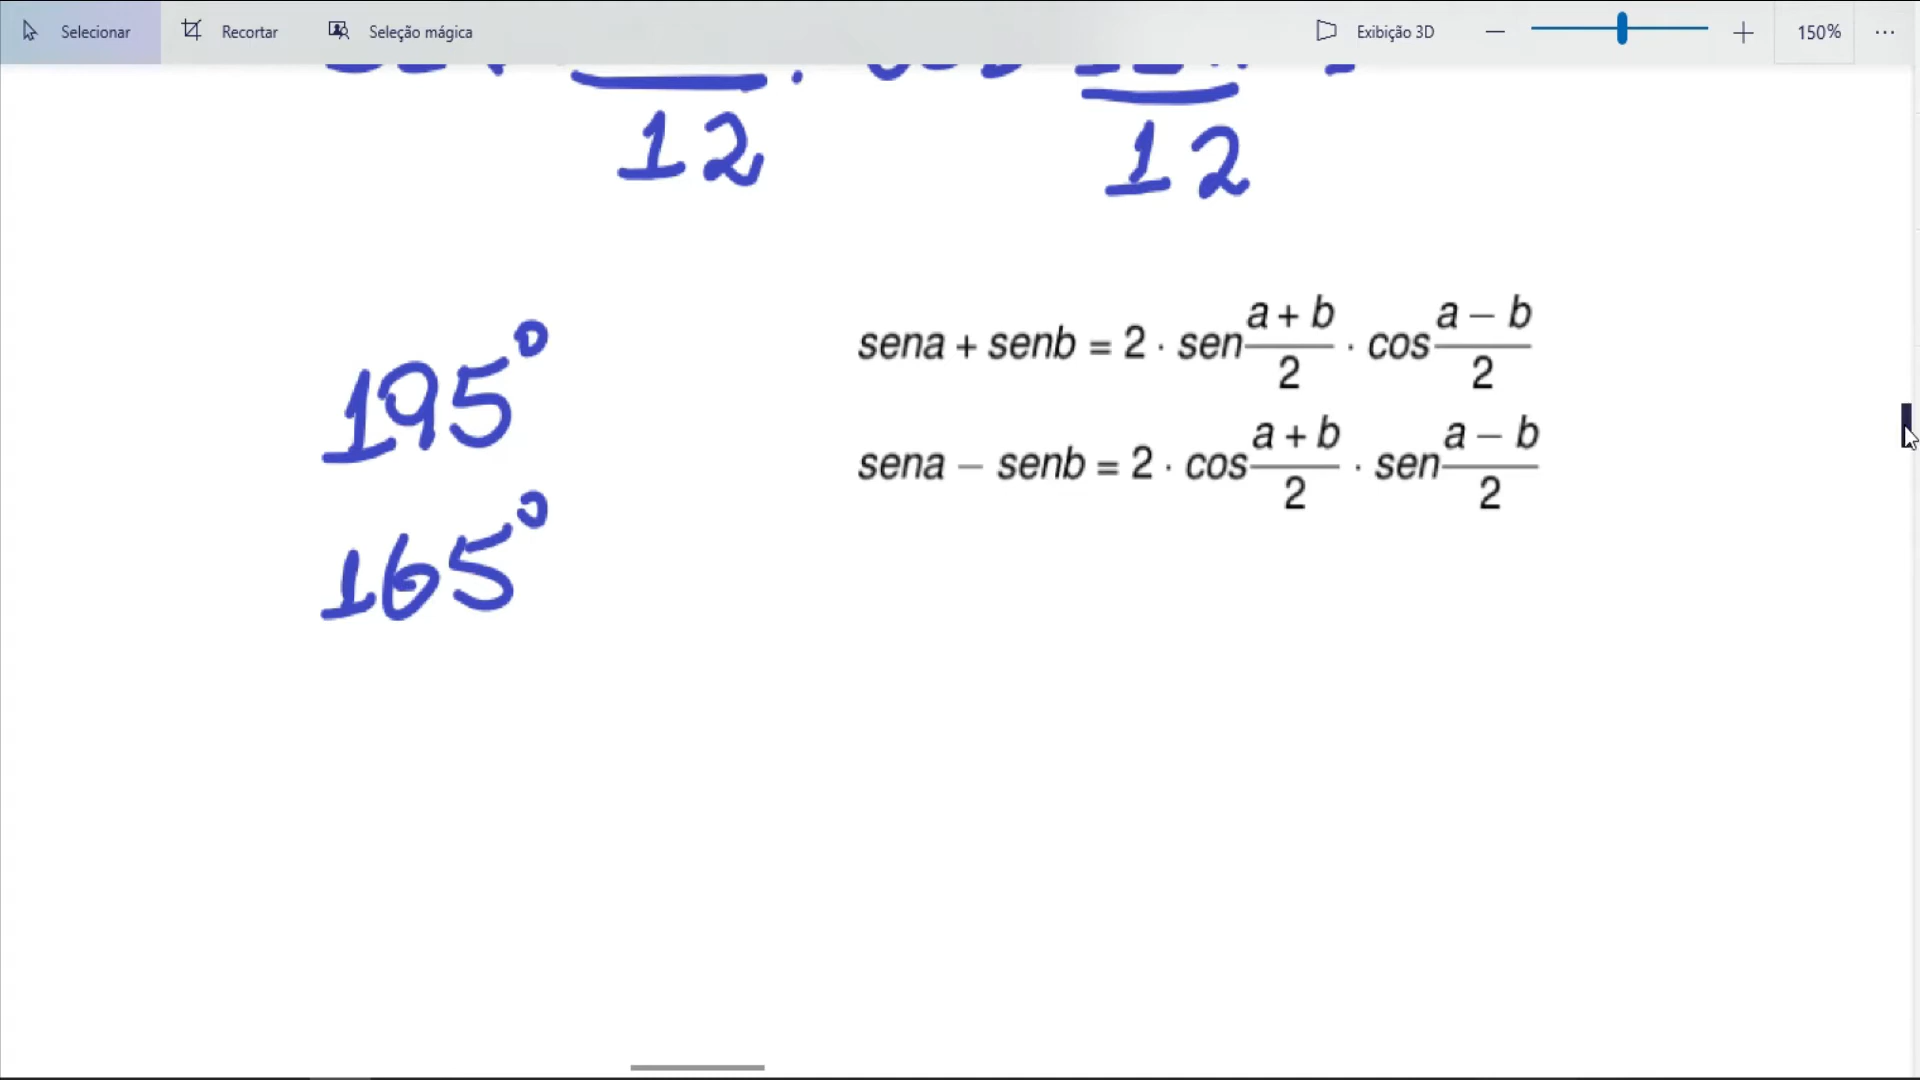 Selecionar Recortar Seleção mágica Exibição 3D 150% ...
12 12
195°
165°
sena + senb = 2 · sen (a + b)/2 · cos (a − b)/2
sena − senb = 2 · cos (a + b)/2 · sen (a − b)/2